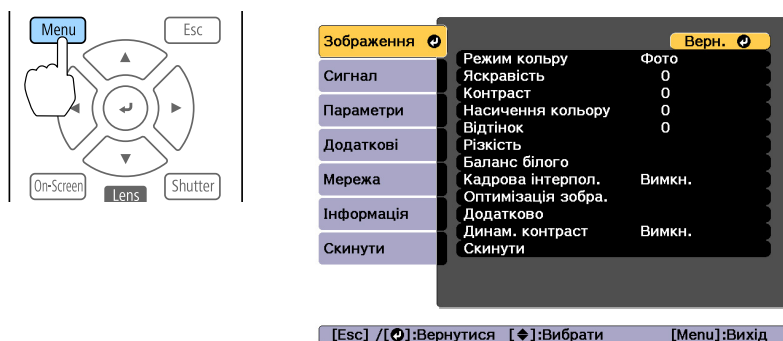 Menu
Esc
On-Screen
Lens
Shutter
Зображення
Сигнал
Параметри
Додаткові
Мережа
Інформація
Скинути
Верн.
Режим кольру Фото
Яскравість 0
Контраст 0
Насичення кольору 0
Відтінок 0
Різкість
Баланс білого
Кадрова інтерпол. Вимкн.
Оптимізація зобра.
Додатково
Динам. контраст Вимкн.
Скинути
[Esc] /[ ]:Вернутися [ ]:Вибрати [Menu]:Вихід